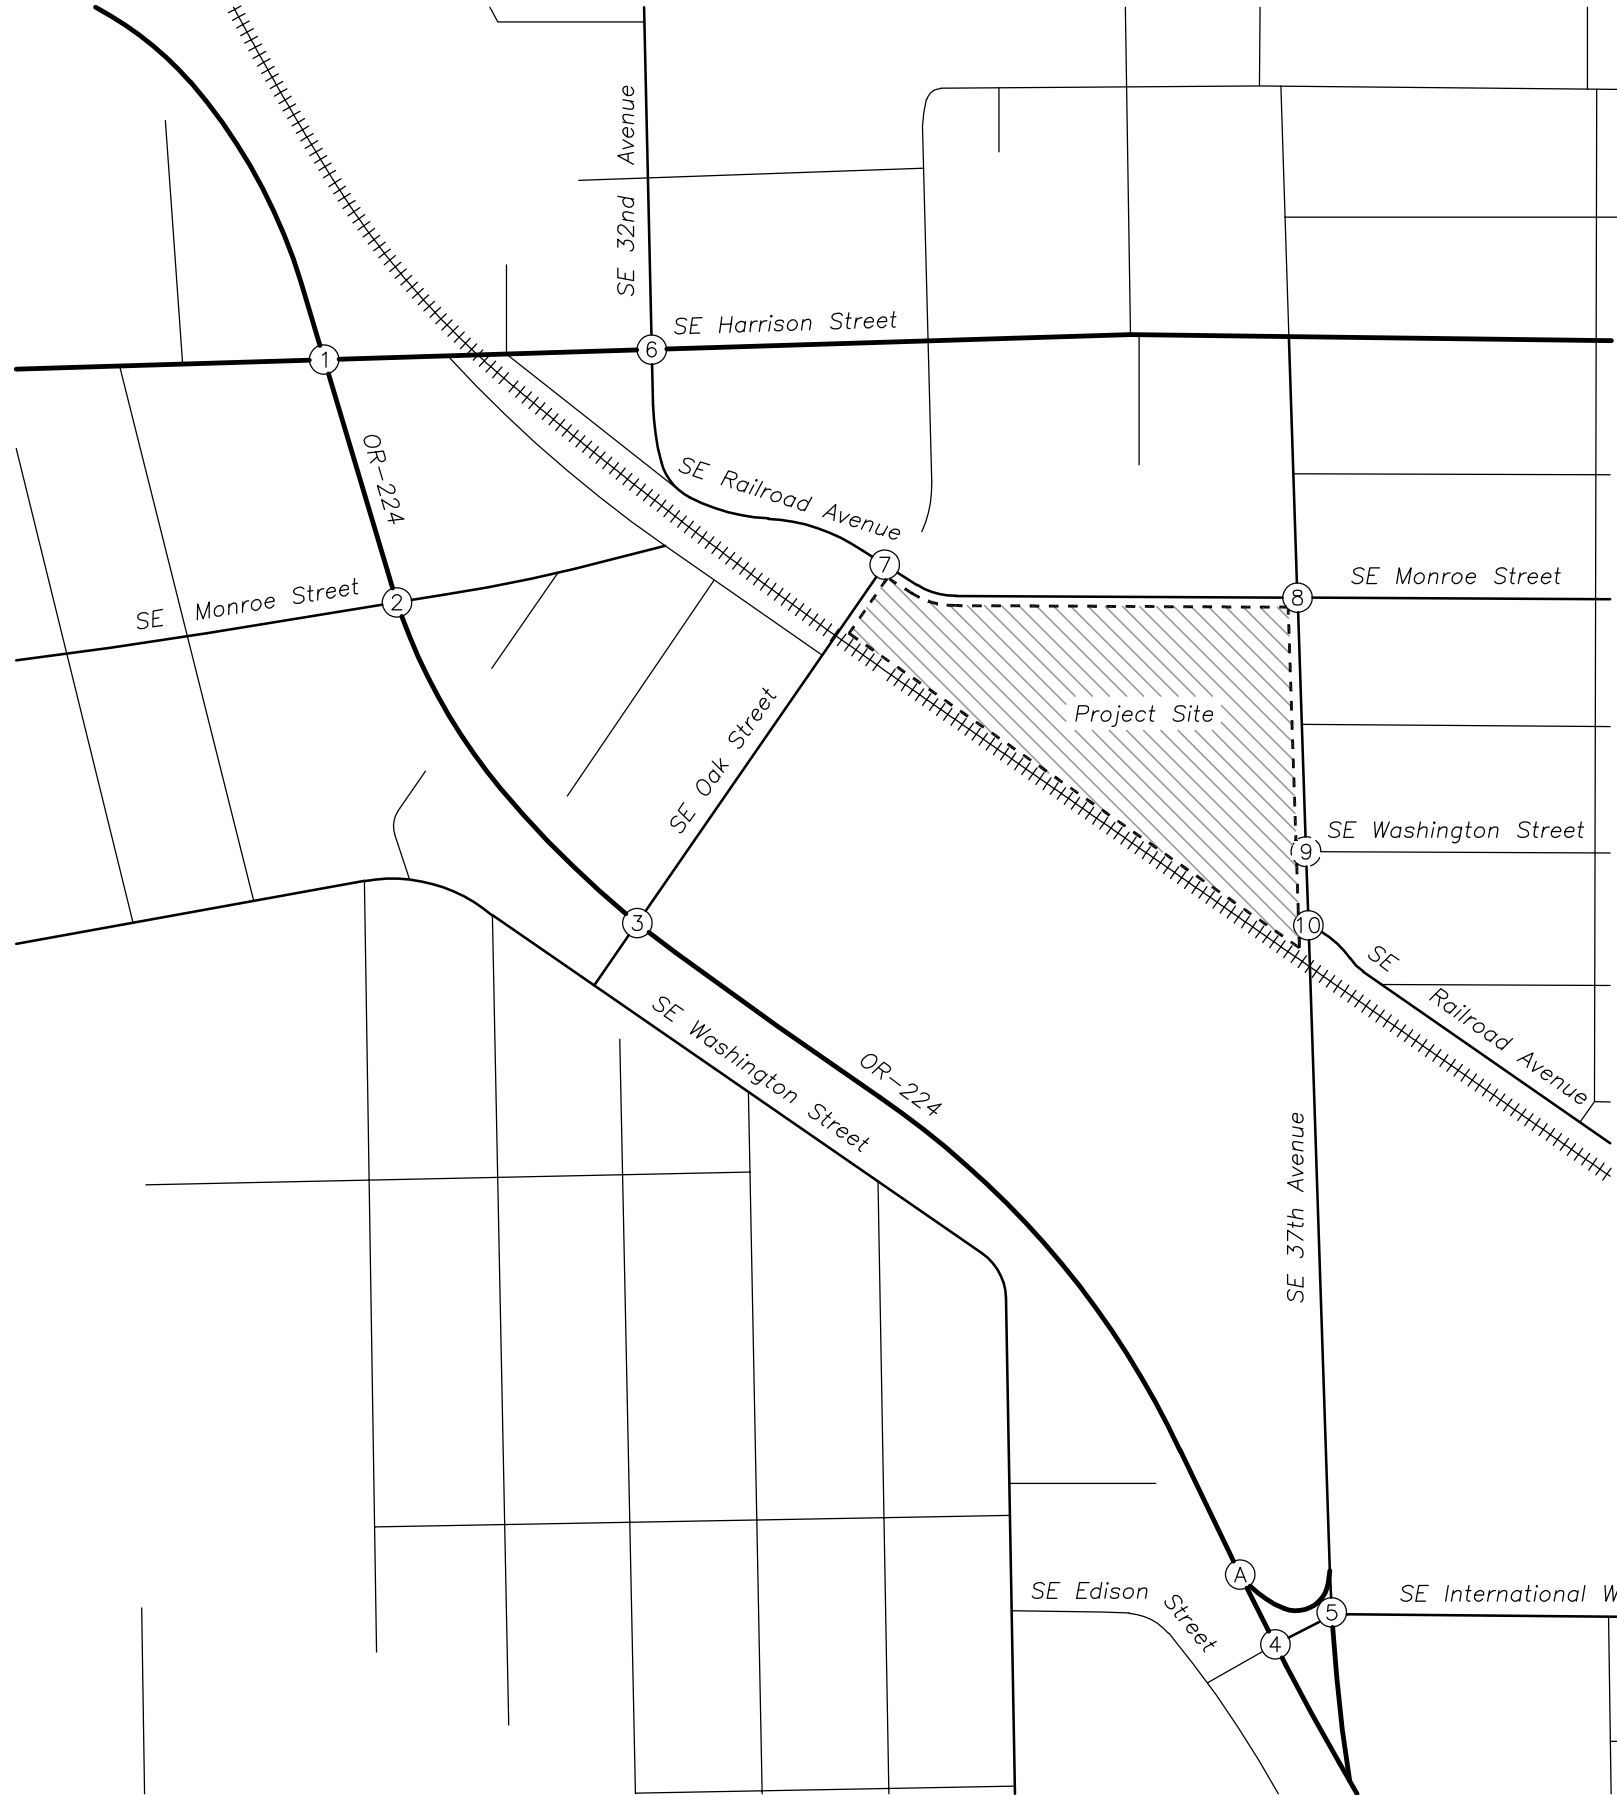 SE 32nd Avenue
SE Harrison Street
1
6
OR-224
SE Railroad Avenue
7
SE Monroe Street
8
SE Monroe Street
2
Project Site
SE Oak Street
SE Washington Street
9
3
10
SE Railroad Avenue
SE Washington Street
OR-224
SE 37th Avenue
A
SE Edison Street
SE International W
5
4